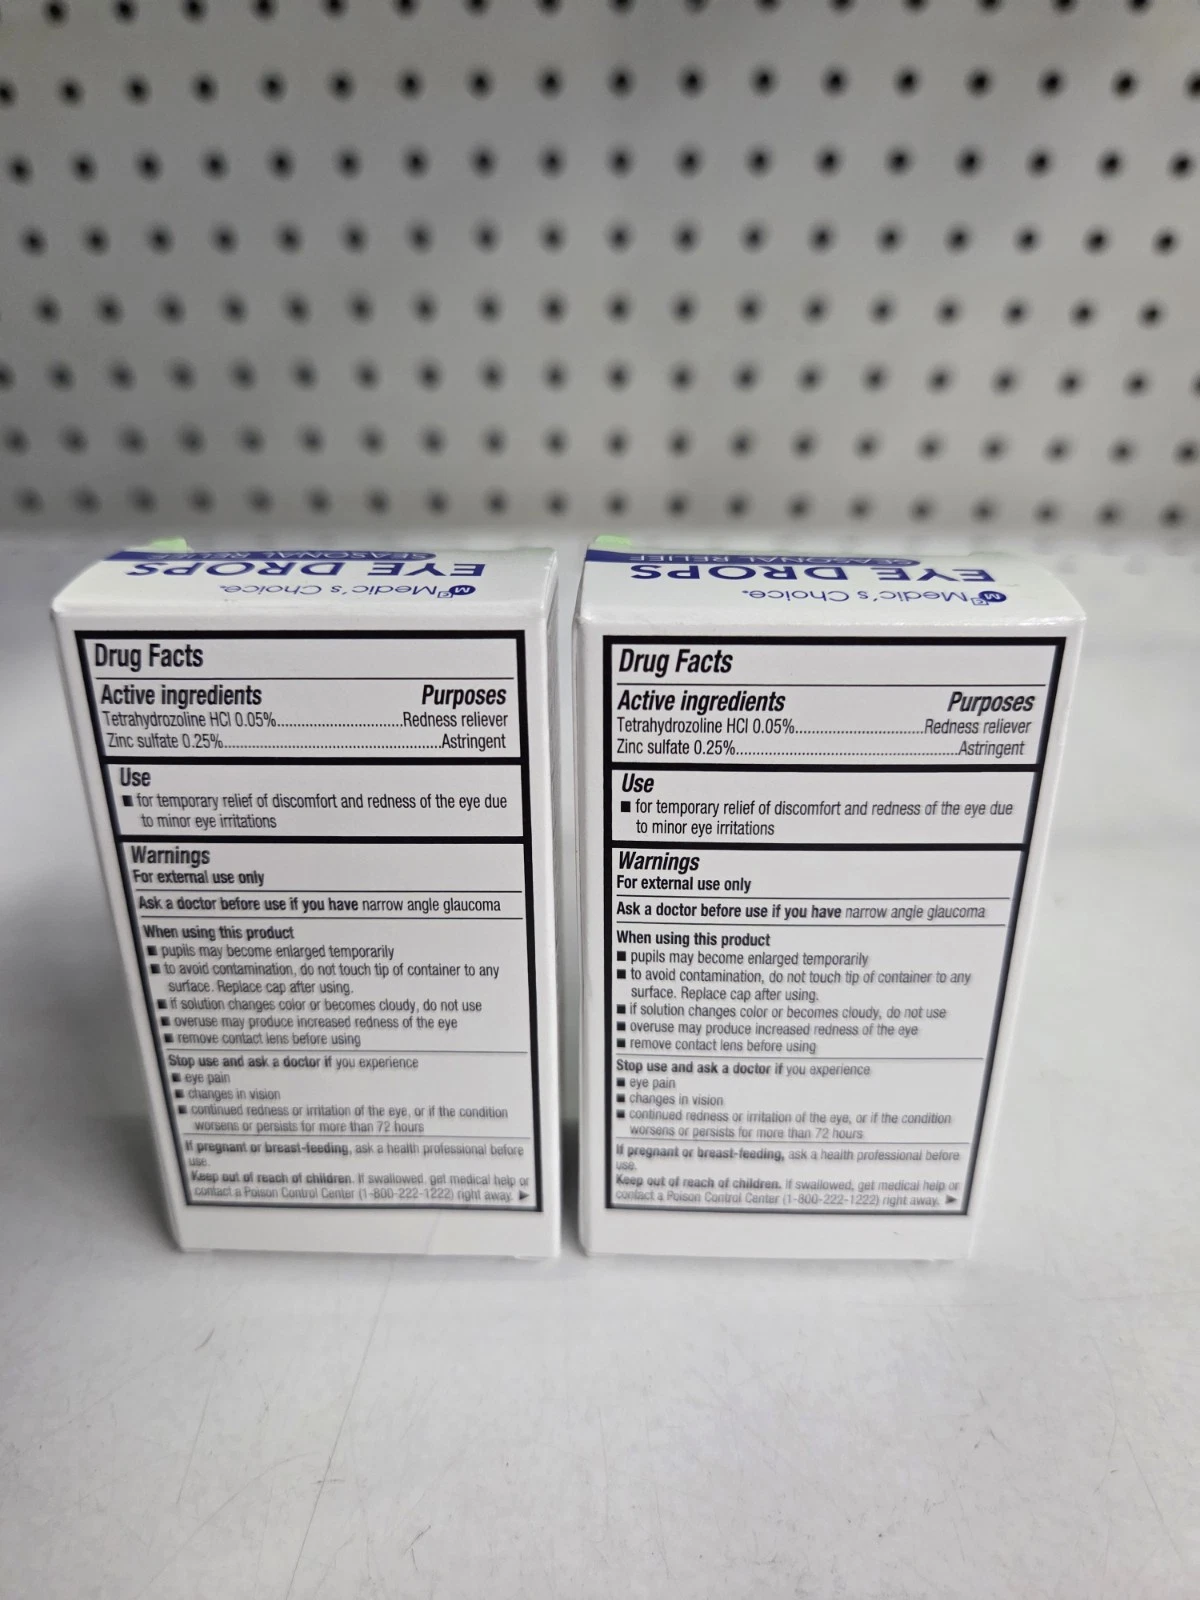 SEASONAL RELIEF
EYE DROPS
M Medic's Choice.
Drug Facts
Active ingredients Purposes
Tetrahydrozoline HCl 0.05%............................Redness reliever
Zinc sulfate 0.25%................................................Astringent
Use
■ for temporary relief of discomfort and redness of the eye due
to minor eye irritations
Warnings
For external use only
Ask a doctor before use if you have narrow angle glaucoma
When using this product
■ pupils may become enlarged temporarily
■ to avoid contamination, do not touch tip of container to any
surface. Replace cap after using.
■ if solution changes color or becomes cloudy, do not use
■ overuse may produce increased redness of the eye
■ remove contact lens before using
Stop use and ask a doctor if you experience
■ eye pain
■ changes in vision
■ continued redness or irritation of the eye, or if the condition
worsens or persists for more than 72 hours
If pregnant or breast-feeding, ask a health professional before
use.
Keep out of reach of children. If swallowed, get medical help or
contact a Poison Control Center (1-800-222-1222) right away. ►
SEASONAL RELIEF
EYE DROPS
M Medic's Choice.
Drug Facts
Active ingredients Purposes
Tetrahydrozoline HCl 0.05%............................Redness reliever
Zinc sulfate 0.25%................................................Astringent
Use
■ for temporary relief of discomfort and redness of the eye due
to minor eye irritations
Warnings
For external use only
Ask a doctor before use if you have narrow angle glaucoma
When using this product
■ pupils may become enlarged temporarily
■ to avoid contamination, do not touch tip of container to any
surface. Replace cap after using.
■ if solution changes color or becomes cloudy, do not use
■ overuse may produce increased redness of the eye
■ remove contact lens before using
Stop use and ask a doctor if you experience
■ eye pain
■ changes in vision
■ continued redness or irritation of the eye, or if the condition
worsens or persists for more than 72 hours
If pregnant or breast-feeding, ask a health professional before
use.
Keep out of reach of children. If swallowed, get medical help or
contact a Poison Control Center (1-800-222-1222) right away. ►